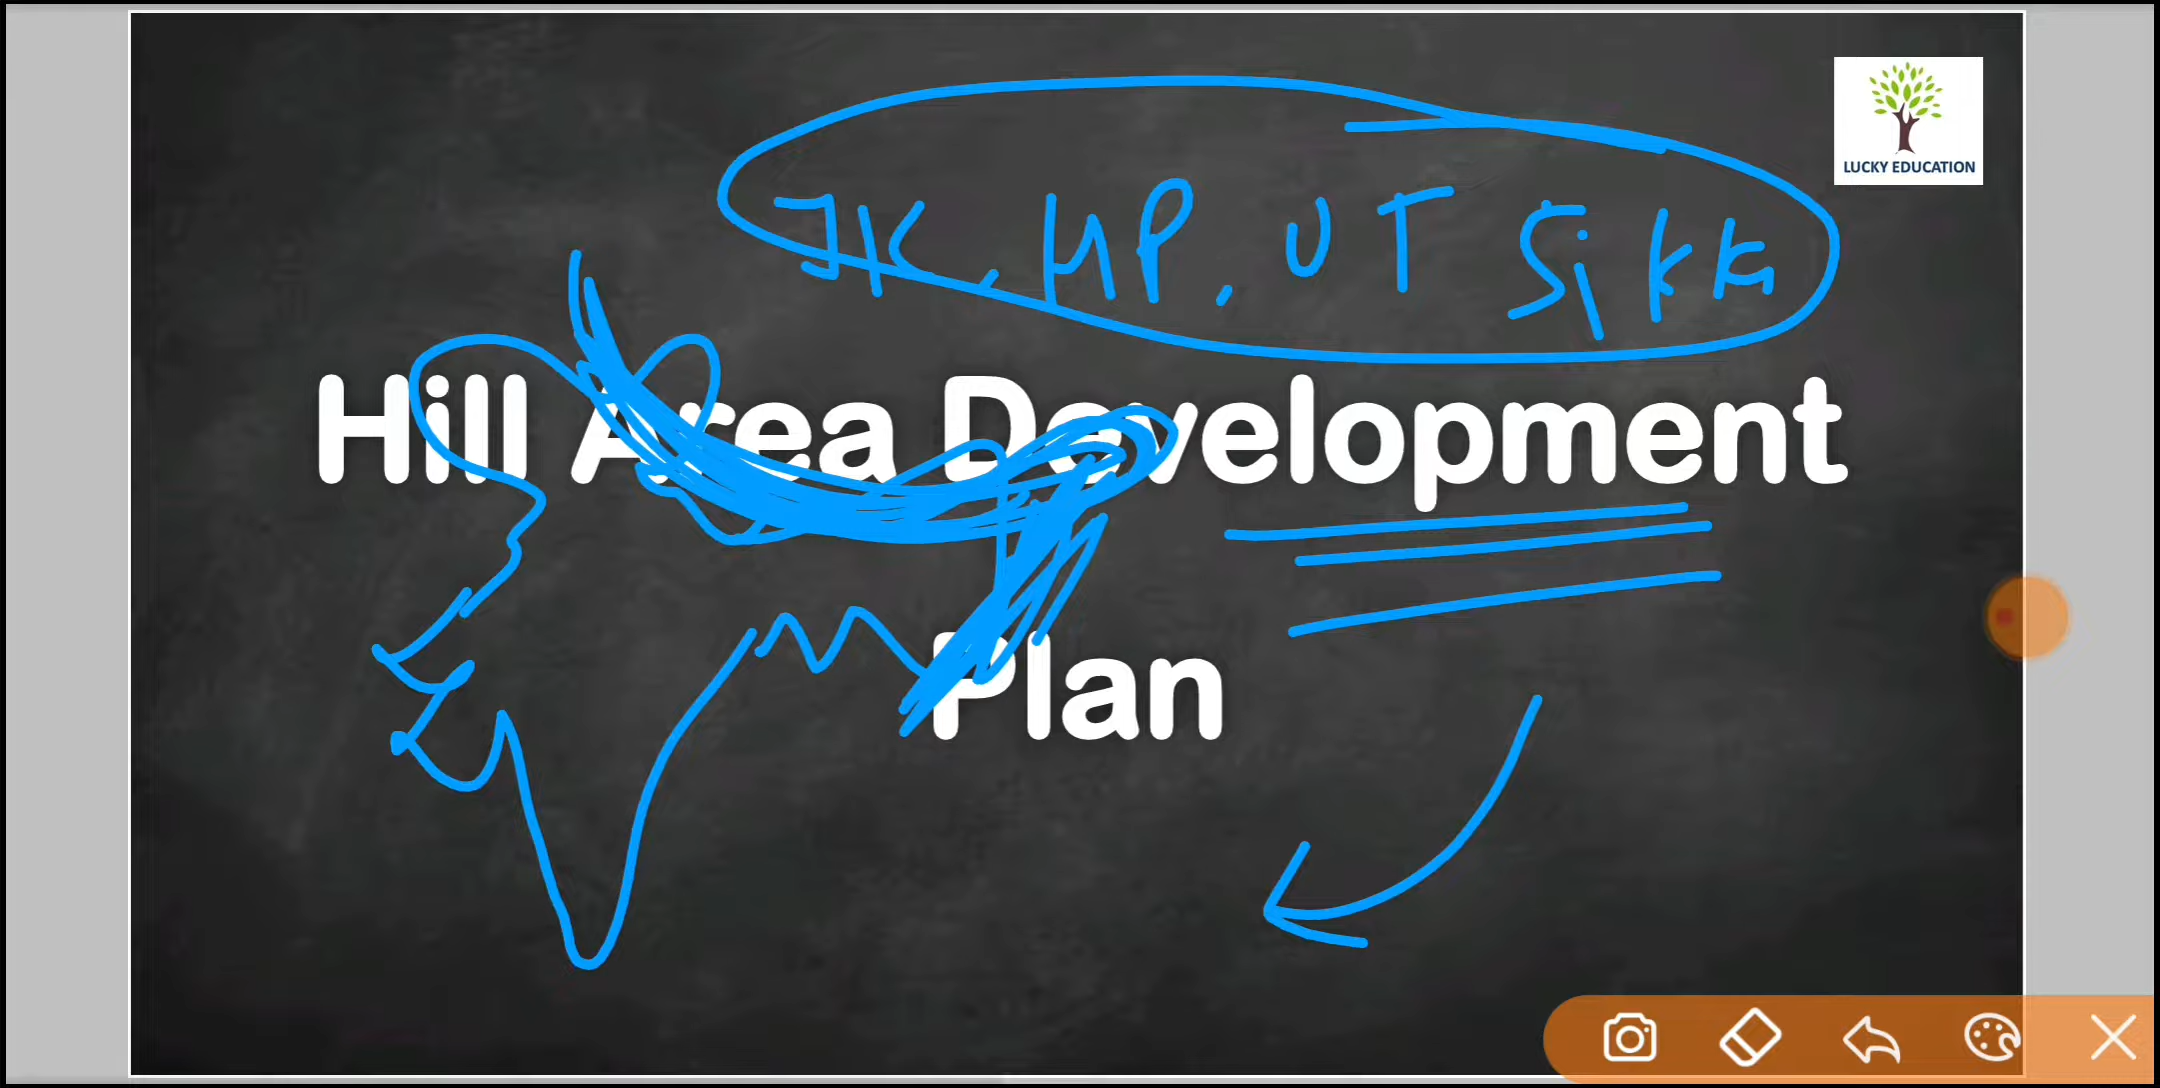 LUCKY EDUCATION
JK, HP, UT Sikk
Hill Area Development
Plan